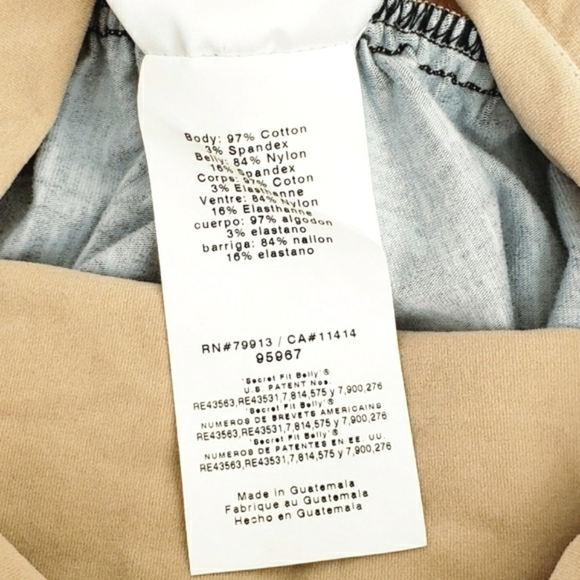 Body: 97% Cotton
3% Spandex
Belly: 84% Nylon
16% Spandex
Corps: 97% Coton
3% Elasthanne
Ventre: 84% Nylon
16% Elasthanne
cuerpo: 97% algodon
3% elastano
barriga: 84% nailon
16% elastano
RN#79913 / CA#11414
95967
"Secret Fit Belly"®
U.S. PATENT Nos.
RE43563,RE43531,7,814,575 y 7,900,276
"Secret Fit Belly"®
NUMEROS DE BREVETS AMERICAINS
RE43563,RE43531,7,814,575 y 7,900,276
"Secret Fit Belly"®
NUMEROS DE PATENTES EN EE. UU.
RE43563,RE43531,7,814,575 y 7,900,276
Made in Guatemala
Fabrique au Guatemala
Hecho en Guatemala